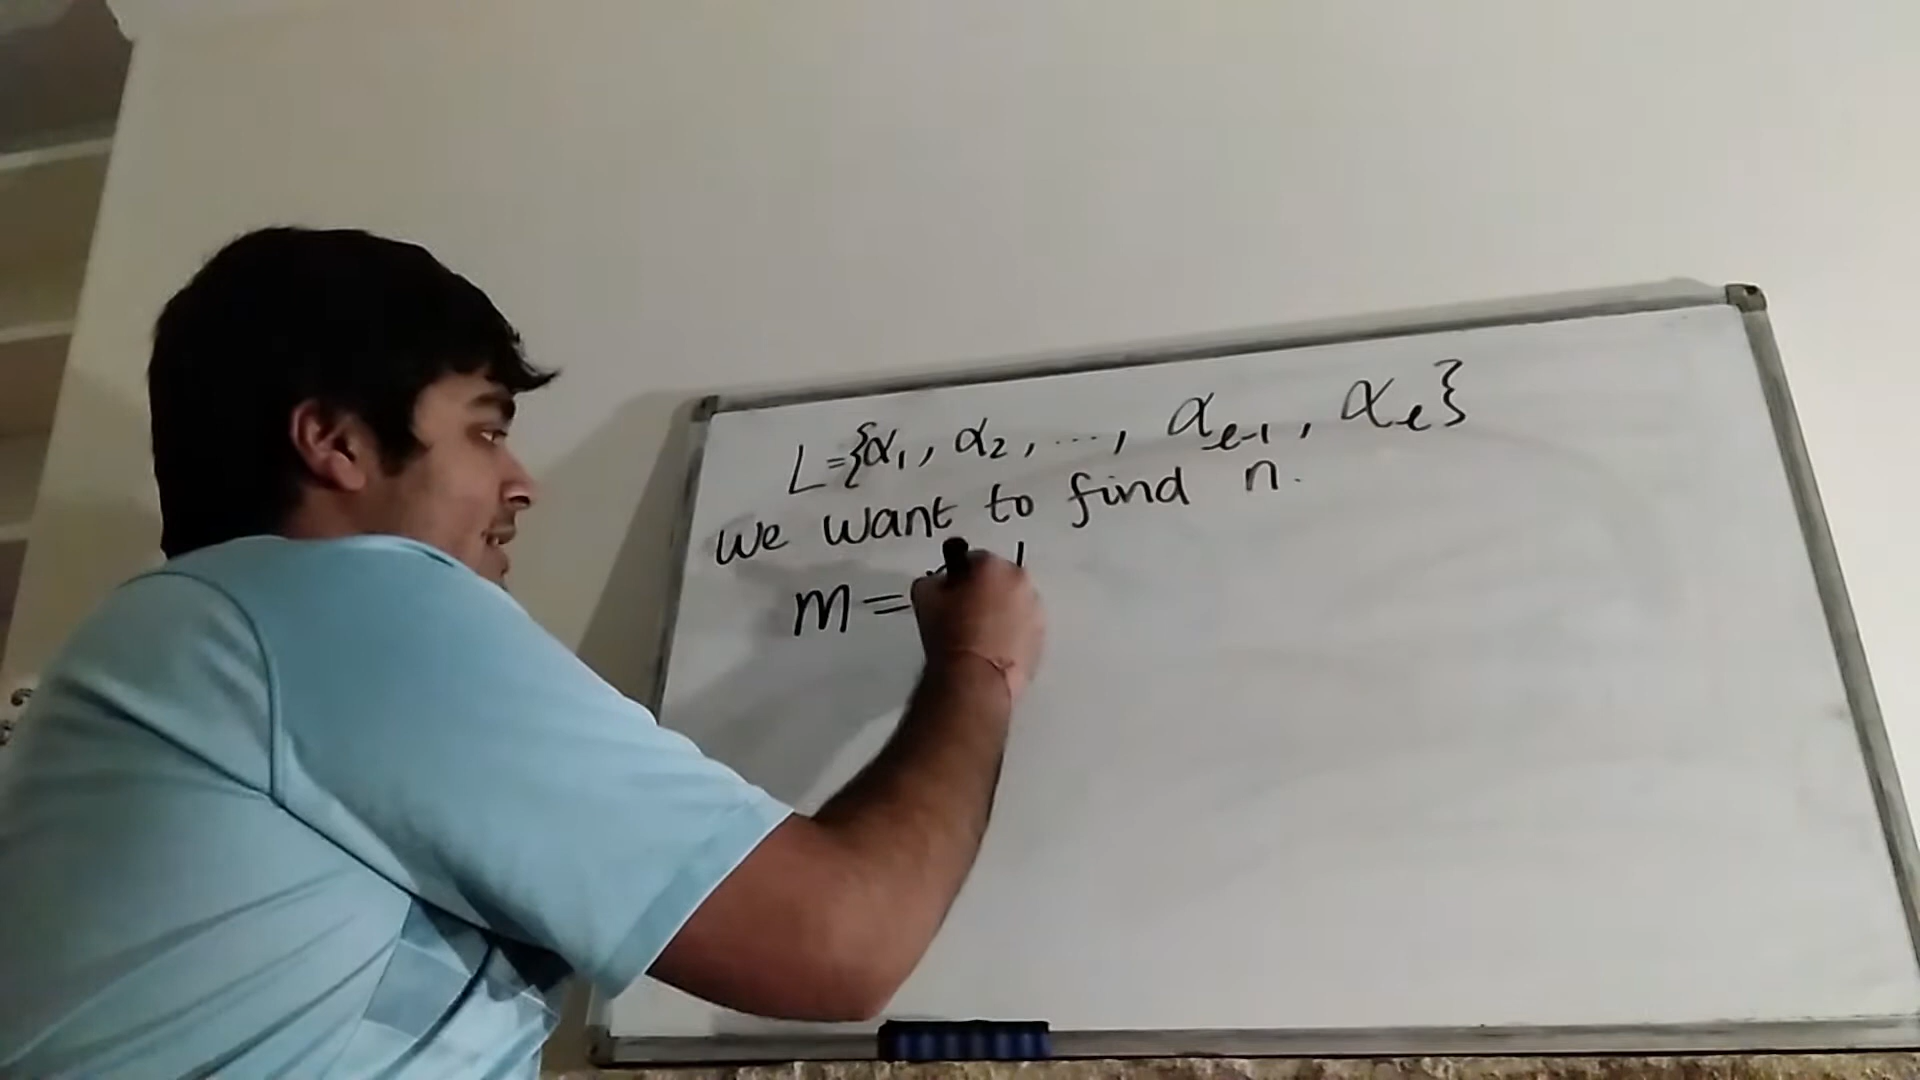 L={α₁, α₂, ..., αₑ₋₁, αₑ}
We want to find n.
m=